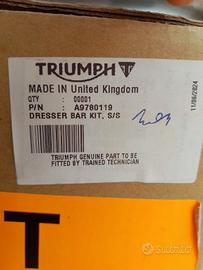 TRIUMPH
MADE IN United Kingdom
QTY : 00001
P/N : A9780119
DRESSER BAR KIT, S/S
11/06/2024
TRIUMPH GENUINE PART TO BE
FITTED BY TRAINED TECHNICIAN
T
subito